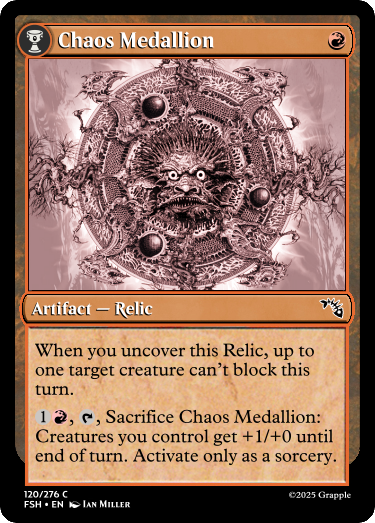 Chaos Medallion
Artifact — Relic
When you uncover this Relic, up to
one target creature can't block this
turn.
1 , , Sacrifice Chaos Medallion:
Creatures you control get +1/+0 until
end of turn. Activate only as a sorcery.
120/276 C
FSH • EN Ian Miller
©2025 Grapple